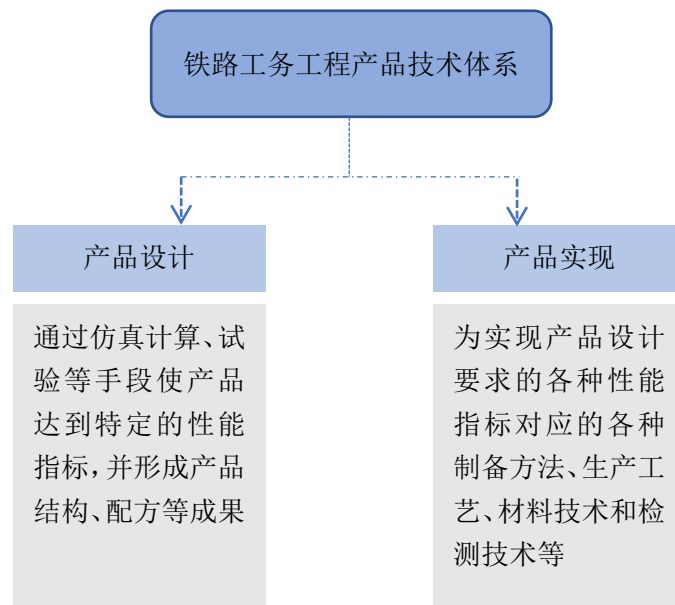 铁路工务工程产品技术体系
产品设计
通过仿真计算、试
验等手段使产品
达到特定的性能
指标，并形成产品
结构、配方等成果
产品实现
为实现产品设计
要求的各种性能
指标对应的各种
制备方法、生产工
艺、材料技术和检
测技术等